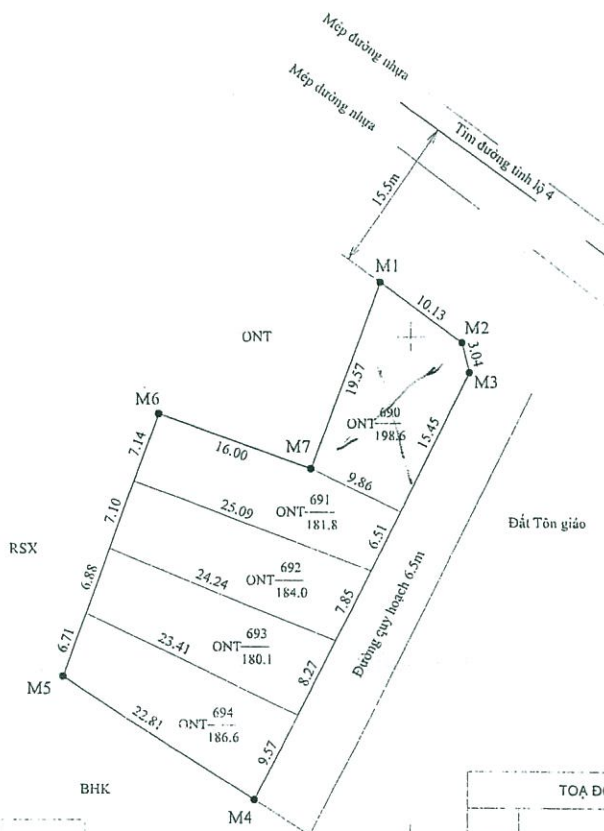 Mép đường nhựa
Mép đường nhựa
Tim đường tỉnh lộ 4
15.5m
M1
10.13
M2
3.04
M3
ONT
19.57
15.45
ONT 690
198.6
M6
16.00
M7
9.86
7.14
25.09
ONT 691
181.8
6.51
7.10
24.24
ONT 692
184.0
7.85
RSX
6.88
23.41
ONT 693
180.1
8.27
Đường quy hoạch 6.5m
Đất Tôn giáo
6.71
M5
22.81
ONT 694
186.6
9.57
BHK
M4
TOẠ Đ